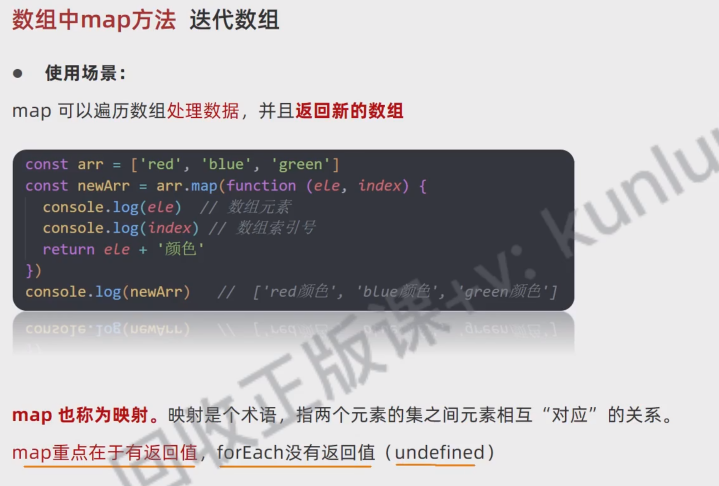 数组中map方法 迭代数组
● 使用场景：
map 可以遍历数组处理数据，并且返回新的数组
const arr = ['red', 'blue', 'green']
const newArr = arr.map(function (ele, index) {
console.log(ele) // 数组元素
console.log(index) // 数组索引号
return ele + '颜色'
})
console.log(newArr) // ['red颜色', 'blue颜色', 'green颜色']
map 也称为映射。映射是个术语，指两个元素的集之间元素相互“对应”的关系。
map重点在于有返回值，forEach没有返回值（undefined）
回收正版课+v: kunlun